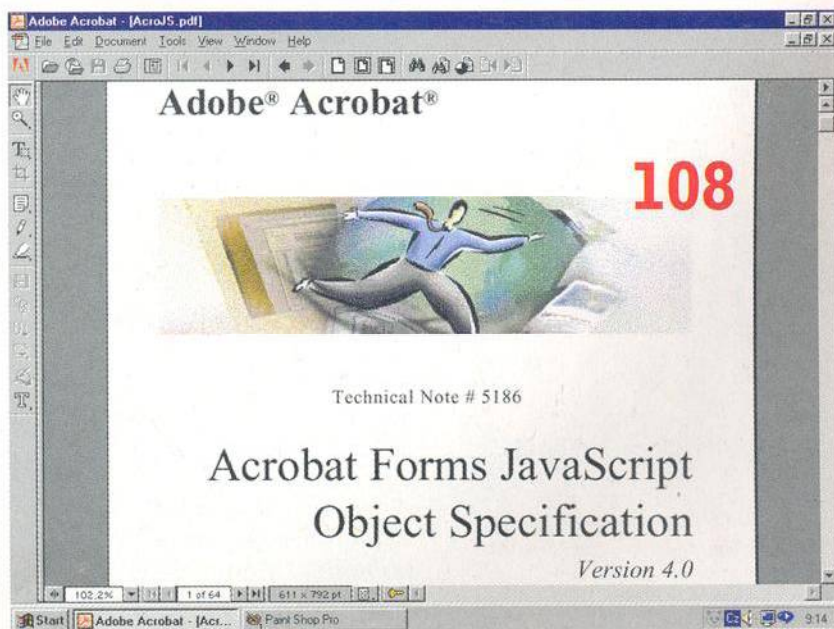 Adobe Acrobat - [AcroJS.pdf]
File Edit Document Tools View Window Help
Adobe® Acrobat®
108
Technical Note # 5186
Acrobat Forms JavaScript
Object Specification
Version 4.0
102.2% 1 of 64 611 x 792 pt
Start Adobe Acrobat - [Acr... Paint Shop Pro Cz 9:14